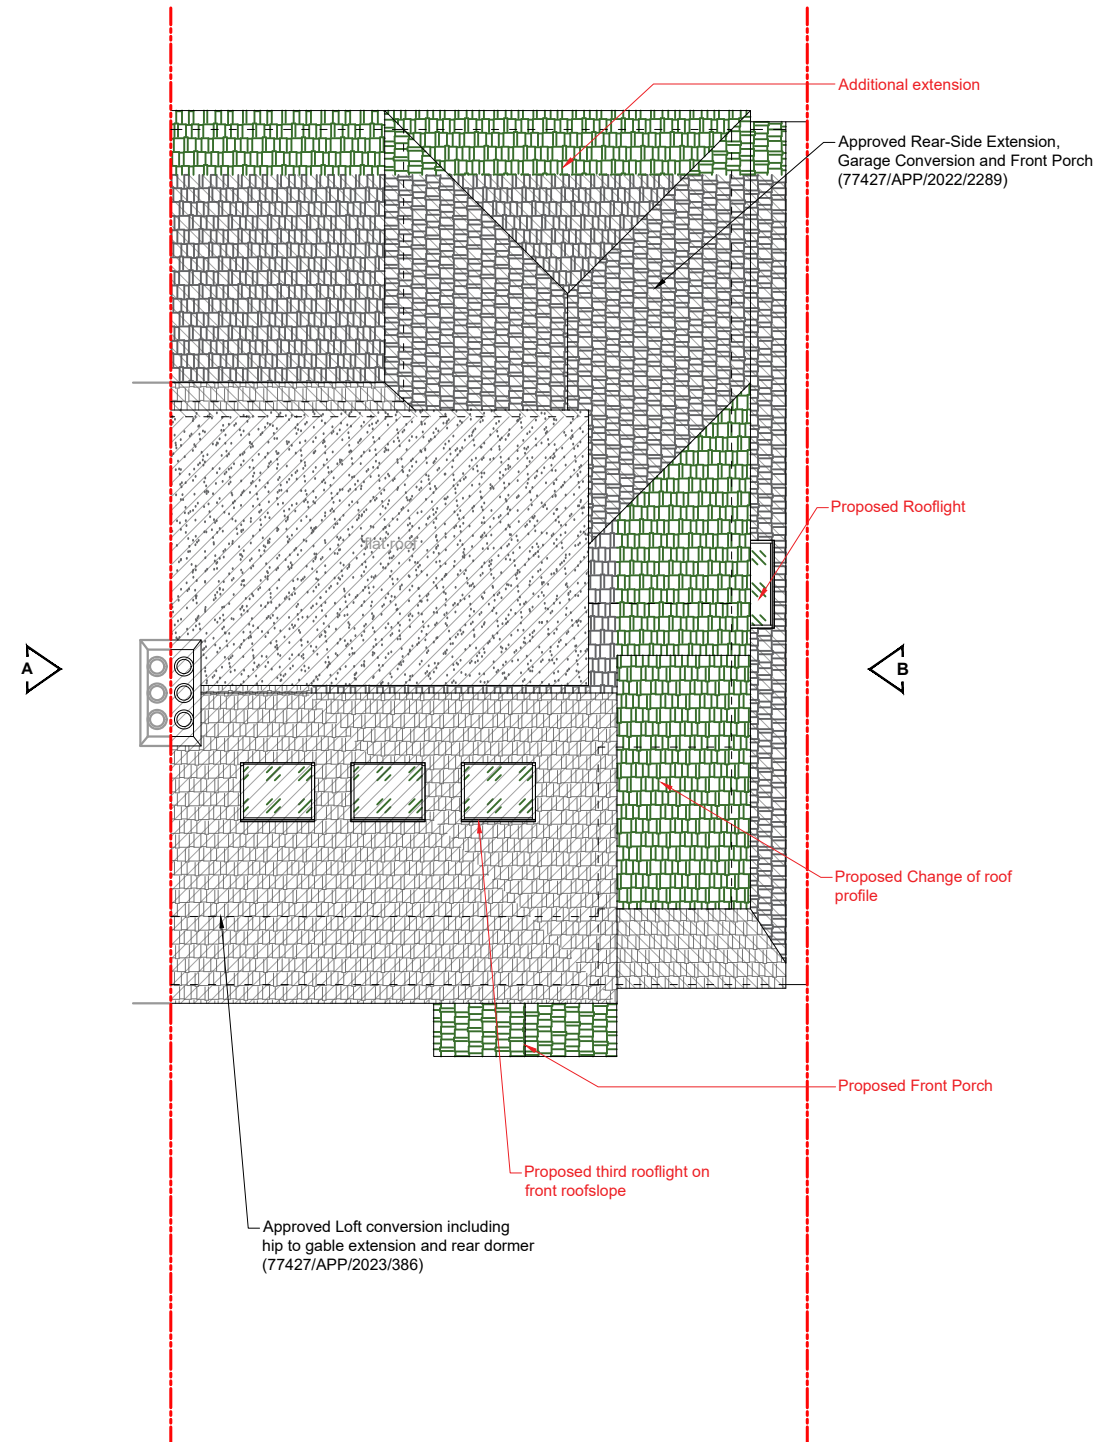 Additional extension
Approved Rear-Side Extension,
Garage Conversion and Front Porch
(77427/APP/2022/2289)
Proposed Rooflight
flat roof
A
B
Proposed Change of roof
profile
Proposed Front Porch
Proposed third rooflight on
front roofslope
Approved Loft conversion including
hip to gable extension and rear dormer
(77427/APP/2023/386)